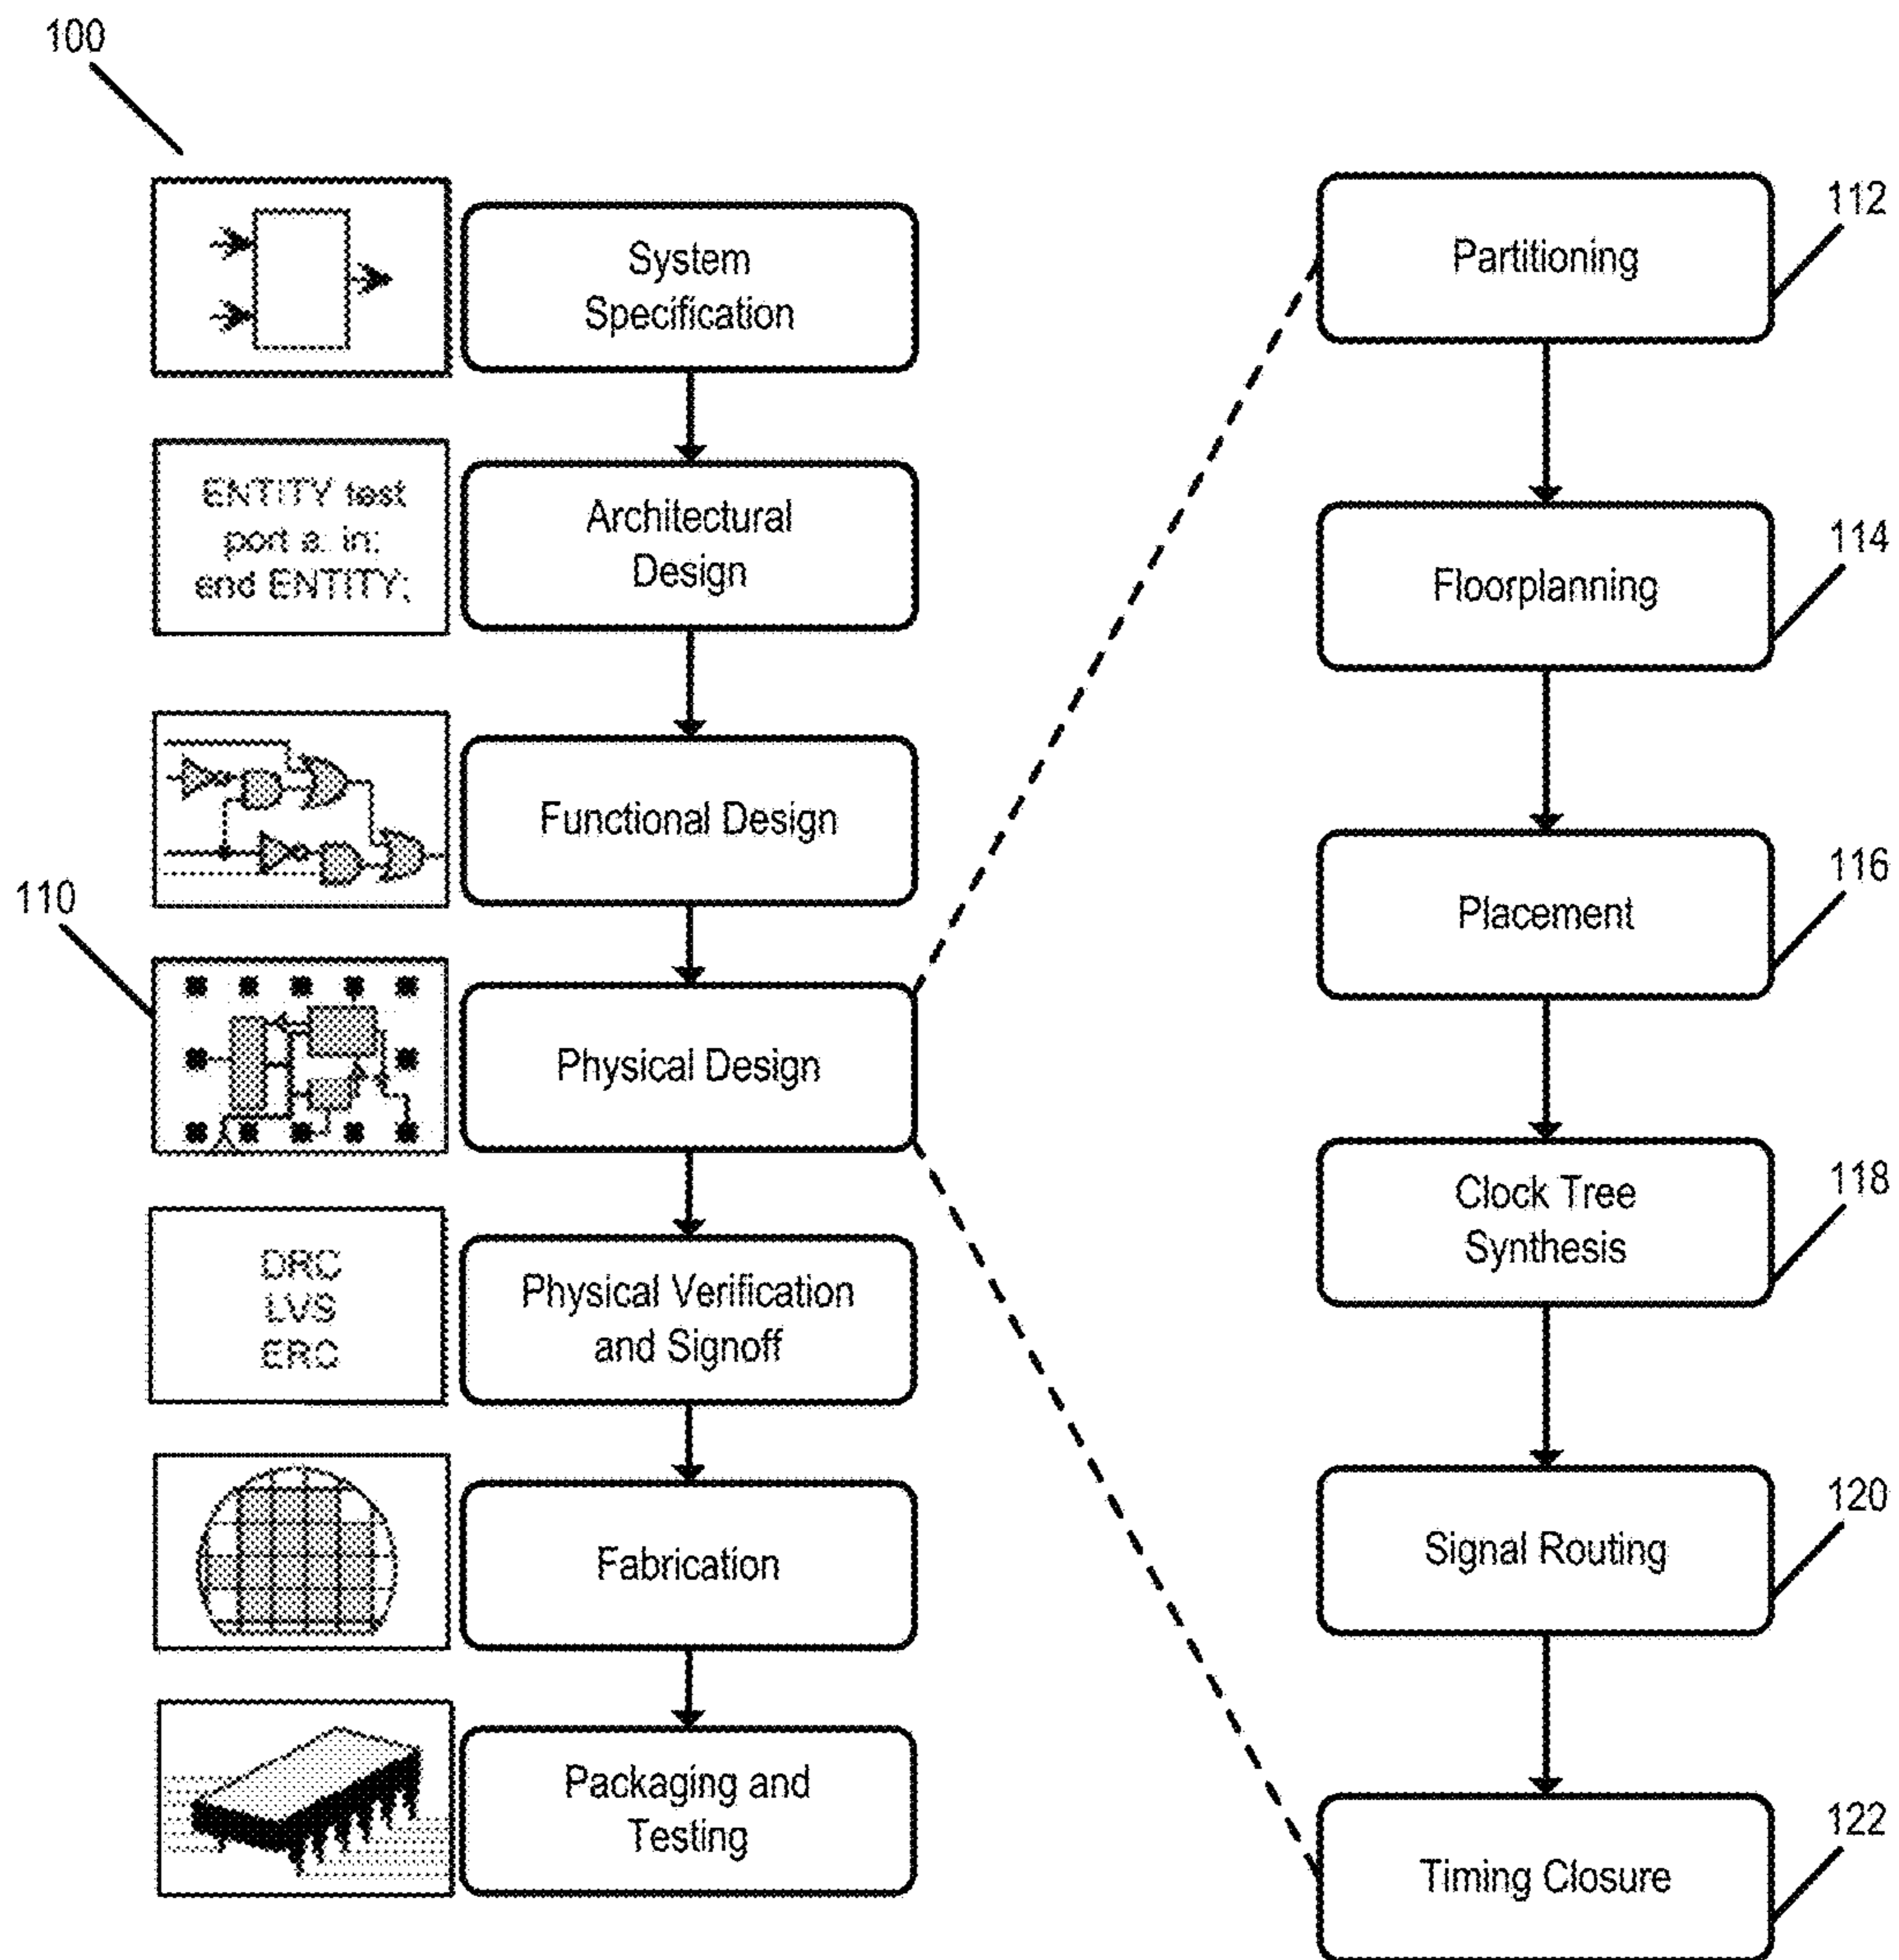 100
System
Specification
ENTITY test
port a: in;
end ENTITY;
Architectural
Design
Functional Design
110
Physical Design
DRC
LVS
ERC
Physical Verification
and Signoff
Fabrication
Packaging and
Testing
Partitioning
112
Floorplanning
114
Placement
116
Clock Tree
Synthesis
118
Signal Routing
120
Timing Closure
122